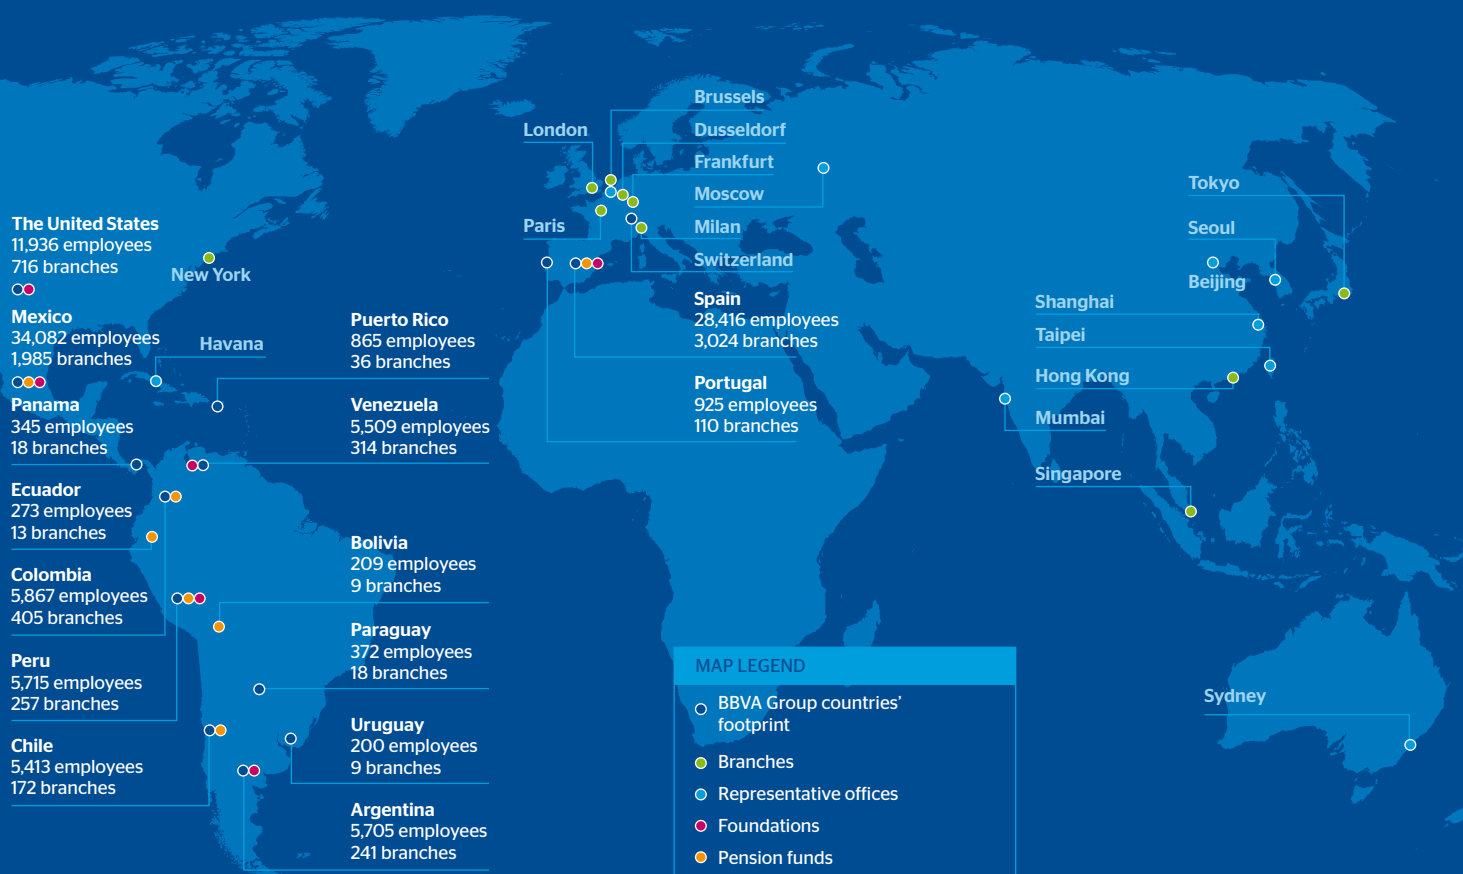 The United States
11,936 employees
716 branches
New York
Mexico
34,082 employees
1,985 branches
Havana
Panama
345 employees
18 branches
Ecuador
273 employees
13 branches
Colombia
5,867 employees
405 branches
Peru
5,715 employees
257 branches
Chile
5,413 employees
172 branches
Puerto Rico
865 employees
36 branches
Venezuela
5,509 employees
314 branches
Bolivia
209 employees
9 branches
Paraguay
372 employees
18 branches
Uruguay
200 employees
9 branches
Argentina
5,705 employees
241 branches
London
Paris
Brussels
Dusseldorf
Frankfurt
Moscow
Milan
Switzerland
Spain
28,416 employees
3,024 branches
Portugal
925 employees
110 branches
Tokyo
Seoul
Beijing
Shanghai
Taipei
Hong Kong
Mumbai
Singapore
Sydney
MAP LEGEND
BBVA Group countries’
footprint
Branches
Representative offices
Foundations
Pension funds